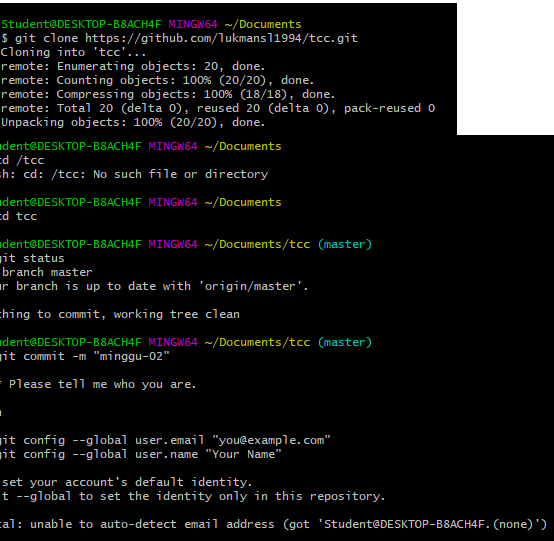 Student@DESKTOP-B8ACH4F MINGW64 ~/Documents
$ git clone https://github.com/lukmansl1994/tcc.git
Cloning into 'tcc'...
remote: Enumerating objects: 20, done.
remote: Counting objects: 100% (20/20), done.
remote: Compressing objects: 100% (18/18), done.
remote: Total 20 (delta 0), reused 20 (delta 0), pack-reused 0
Unpacking objects: 100% (20/20), done.
udent@DESKTOP-B8ACH4F MINGW64 ~/Documents
cd /tcc
sh: cd: /tcc: No such file or directory
udent@DESKTOP-B8ACH4F MINGW64 ~/Documents
cd tcc
udent@DESKTOP-B8ACH4F MINGW64 ~/Documents/tcc (master)
git status
branch master
ur branch is up to date with 'origin/master'.
thing to commit, working tree clean
udent@DESKTOP-B8ACH4F MINGW64 ~/Documents/tcc (master)
git commit -m "minggu-02"
* Please tell me who you are.
n
git config --global user.email "you@example.com"
git config --global user.name "Your Name"
set your account's default identity.
it --global to set the identity only in this repository.
tal: unable to auto-detect email address (got 'Student@DESKTOP-B8ACH4F.(none)')